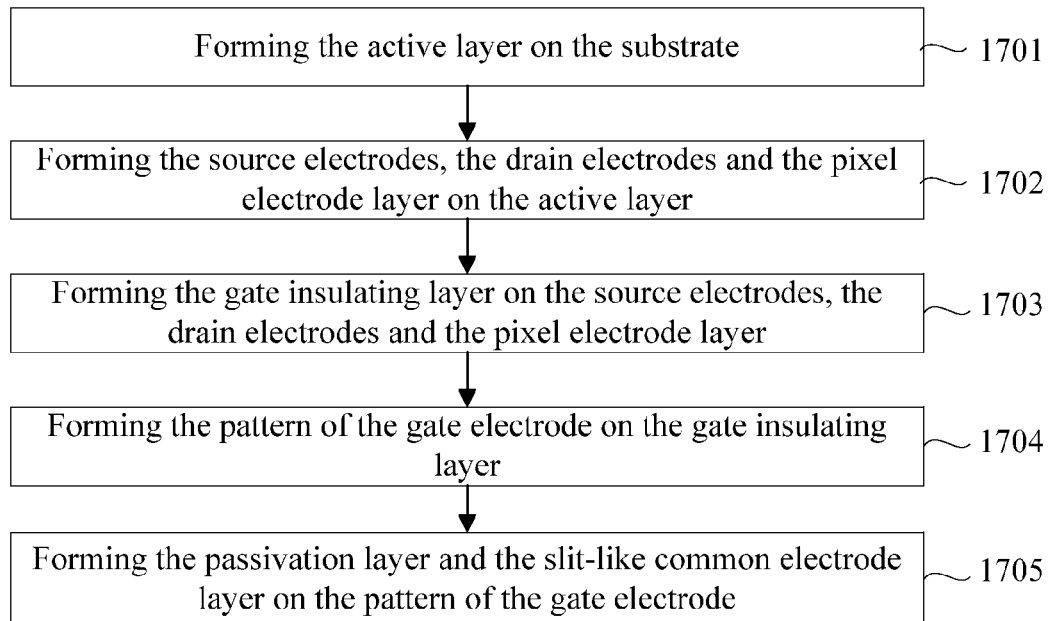 Forming the active layer on the substrate
1701
Forming the source electrodes, the drain electrodes and the pixel
electrode layer on the active layer
1702
Forming the gate insulating layer on the source electrodes, the
drain electrodes and the pixel electrode layer
1703
Forming the pattern of the gate electrode on the gate insulating
layer
1704
Forming the passivation layer and the slit-like common electrode
layer on the pattern of the gate electrode
1705